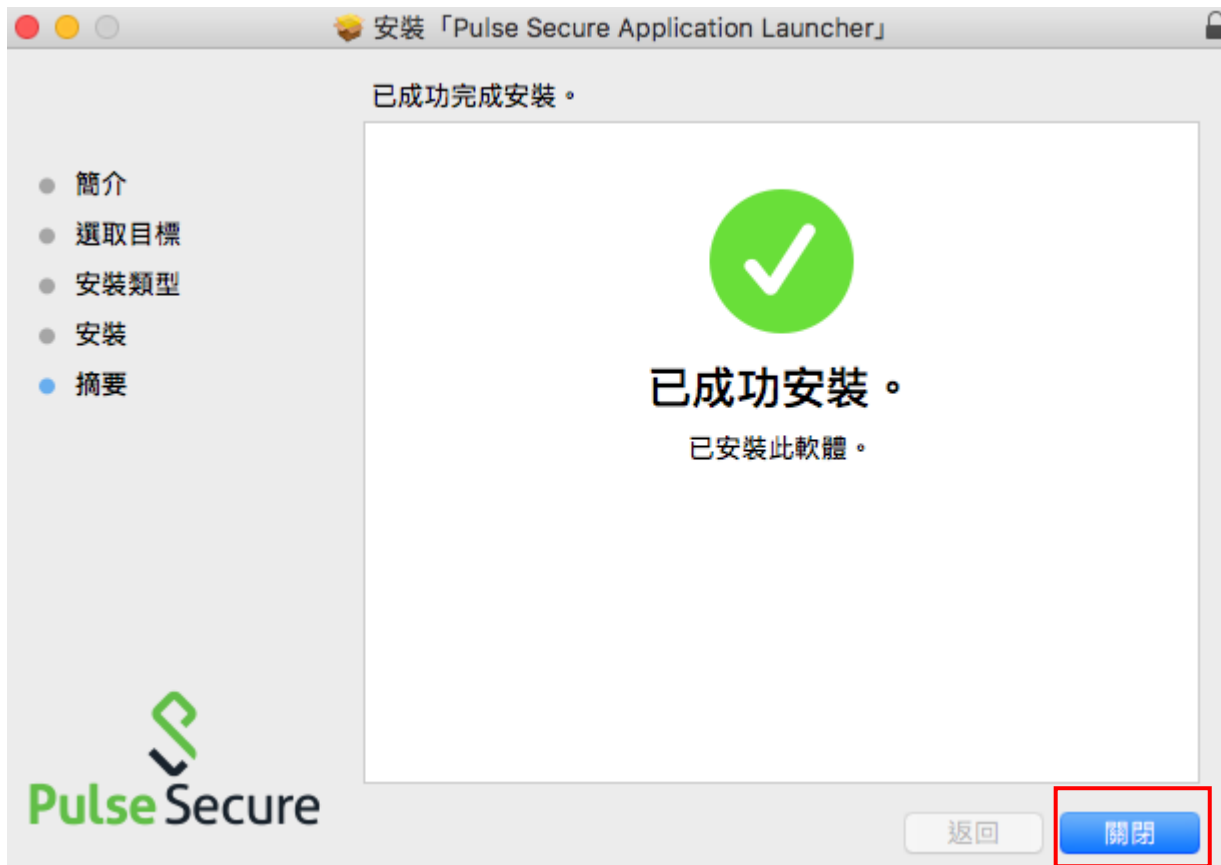 安裝「Pulse Secure Application Launcher」
已成功完成安裝。
簡介
選取目標
安裝類型
安裝
摘要
已成功安裝。
已安裝此軟體。
Pulse Secure
返回
關閉